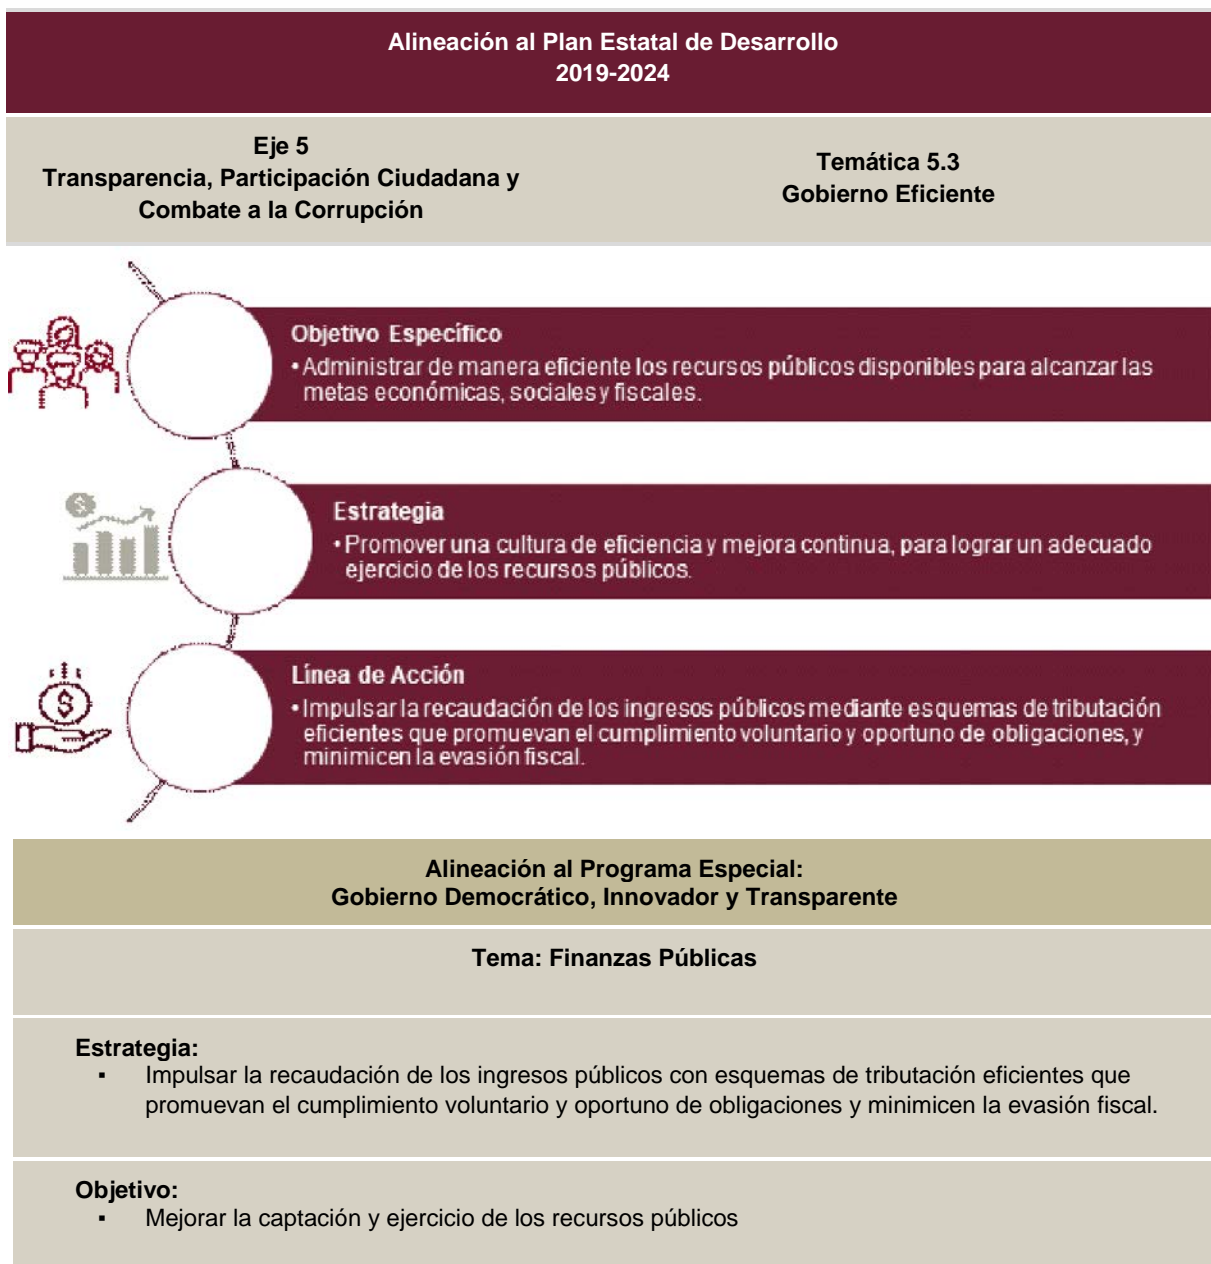 Alineación al Plan Estatal de Desarrollo
2019-2024
Eje 5
Transparencia, Participación Ciudadana y
Combate a la Corrupción
Temática 5.3
Gobierno Eficiente
Objetivo Específico
• Administrar de manera eficiente los recursos públicos disponibles para alcanzar las
metas económicas, sociales y fiscales.
$
Estrategia
• Promover una cultura de eficiencia y mejora continua, para lograr un adecuado
ejercicio de los recursos públicos.
$
Línea de Acción
• Impulsar la recaudación de los ingresos públicos mediante esquemas de tributación
eficientes que promuevan el cumplimiento voluntario y oportuno de obligaciones, y
minimicen la evasión fiscal.
Alineación al Programa Especial:
Gobierno Democrático, Innovador y Transparente
Tema: Finanzas Públicas
Estrategia:
▪ Impulsar la recaudación de los ingresos públicos con esquemas de tributación eficientes que
promuevan el cumplimiento voluntario y oportuno de obligaciones y minimicen la evasión fiscal.
Objetivo:
▪ Mejorar la captación y ejercicio de los recursos públicos